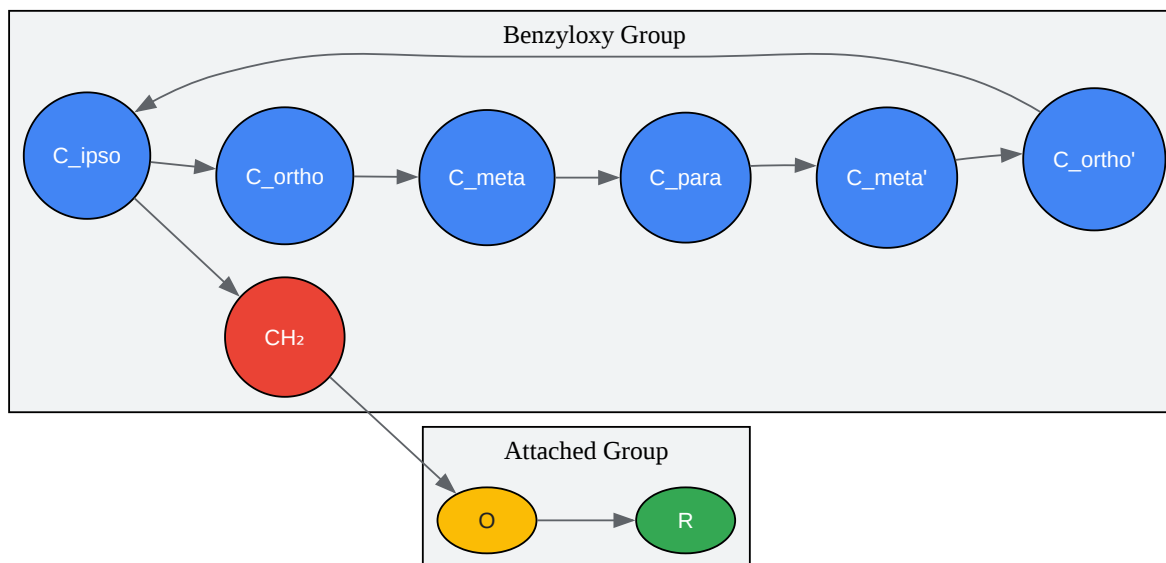 Benzyloxy Group
C_ipso
C_ortho
C_meta
C_para
C_meta'
C_ortho'
CH₂
Attached Group
O
R